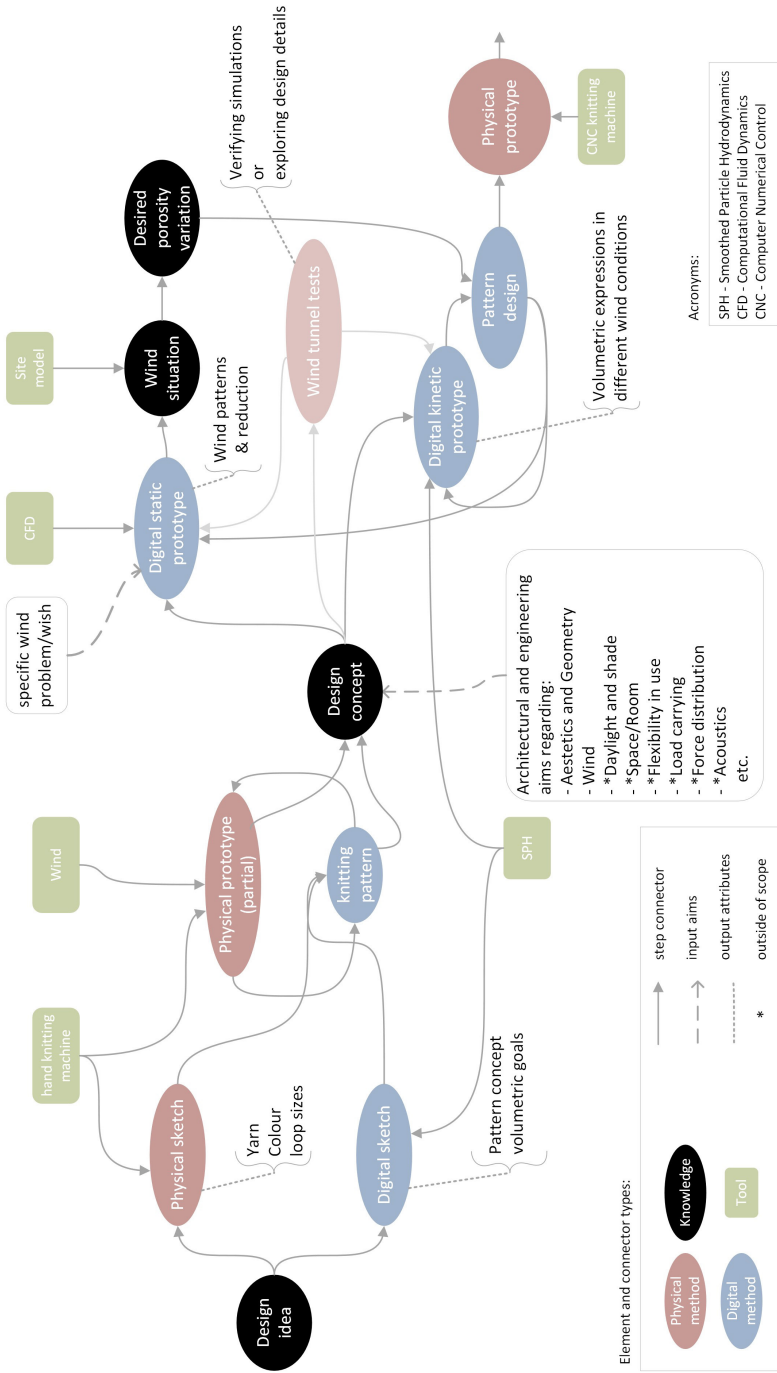 Design
idea
hand knitting
machine
Physical sketch
Yarn
Colour
loop sizes
Digital sketch
Pattern concept
volumetric goals
Wind
Physical prototype
(partial)
knitting
pattern
SPH
Design
concept
specific wind
problem/wish
CFD
Digital static
prototype
Wind patterns
& reduction
Site
model
Wind
situation
Desired
porosity
variation
Verifying simulations
or
exploring design details
Wind tunnel tests
Digital kinetic
prototype
Pattern
design
Volumetric expressions in
different wind conditions
Physical
prototype
CNC knitting
machine
Architectural and engineering
aims regarding:
- Aestetics and Geometry
- Wind
- *Daylight and shade
- *Space/Room
- *Flexibility in use
- *Load carrying
- *Force distribution
- *Acoustics
etc.
Element and connector types:
Physical
method
Knowledge
Digital
method
Tool
step connector
input aims
output attributes
* outside of scope
Acronyms:
SPH - Smoothed Particle Hydrodynamics
CFD - Computational Fluid Dynamics
CNC - Computer Numerical Control